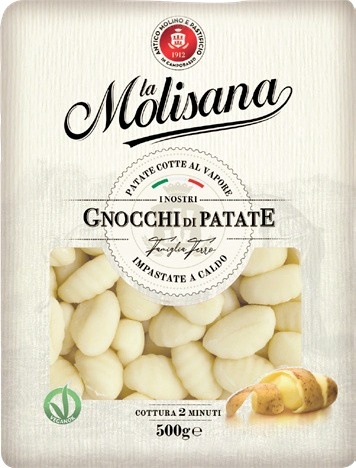 ANTICO MOLINO E PASTIFICIO
1912
IN CAMPOBASSO
la
Molisana
PATATE COTTE AL VAPORE
I NOSTRI
GNOCCHI DI PATATE
Famiglia Ferro
IMPASTATE A CALDO
VEGANOK
COTTURA 2 MINUTI
500g℮